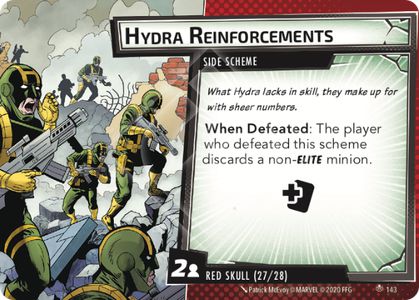 HYDRA REINFORCEMENTS
SIDE SCHEME
What Hydra lacks in skill, they make up for
with sheer numbers.
When Defeated: The player
who defeated this scheme
discards a non-ELITE minion.
2
RED SKULL (27/28)
Patrick McEvoy © MARVEL © 2020 FFG
143